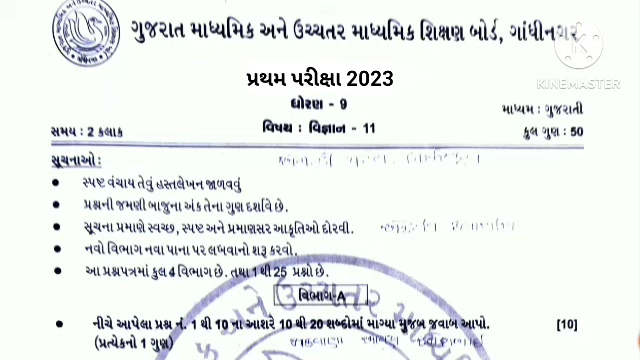 ગુજરાત માધ્યમિક અને ઉચ્ચતર માધ્યમિક શિક્ષણ બોર્ડ, ગાંધીનગર
KINEMASTER
પ્રથમ પરીક્ષા 2023
ધોરણ - 9
માધ્યમ : ગુજરાતી
સમય : 2 કલાક
વિષય : વિજ્ઞાન - 11
કુલ ગુણ : 50
સૂચનાઓ :
• સ્પષ્ટ વંચાય તેવું હસ્તલેખન જાળવવું
• પ્રશ્નની જમણી બાજુના અંક તેના ગુણ દર્શાવે છે.
• સૂચના પ્રમાણે સ્વચ્છ, સ્પષ્ટ અને પ્રમાણસર આકૃતિઓ દોરવી.
• નવો વિભાગ નવા પાના પર લખવાનો શરૂ કરવો.
• આ પ્રશ્નપત્રમાં કુલ 4 વિભાગ છે. તથા 1 થી 25 પ્રશ્નો છે.
વિભાગ-A
• નીચે આપેલા પ્રશ્ન નં. 1 થી 10 ના આશરે 10 થી 20 શબ્દોમાં માગ્યા મુજબ જવાબ આપો. [10]
(પ્રત્યેકનો 1 ગુણ)